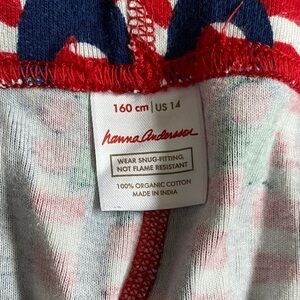 160 cm | US 14
hanna andersson
WEAR SNUG-FITTING,
NOT FLAME RESISTANT
100% ORGANIC COTTON
MADE IN INDIA